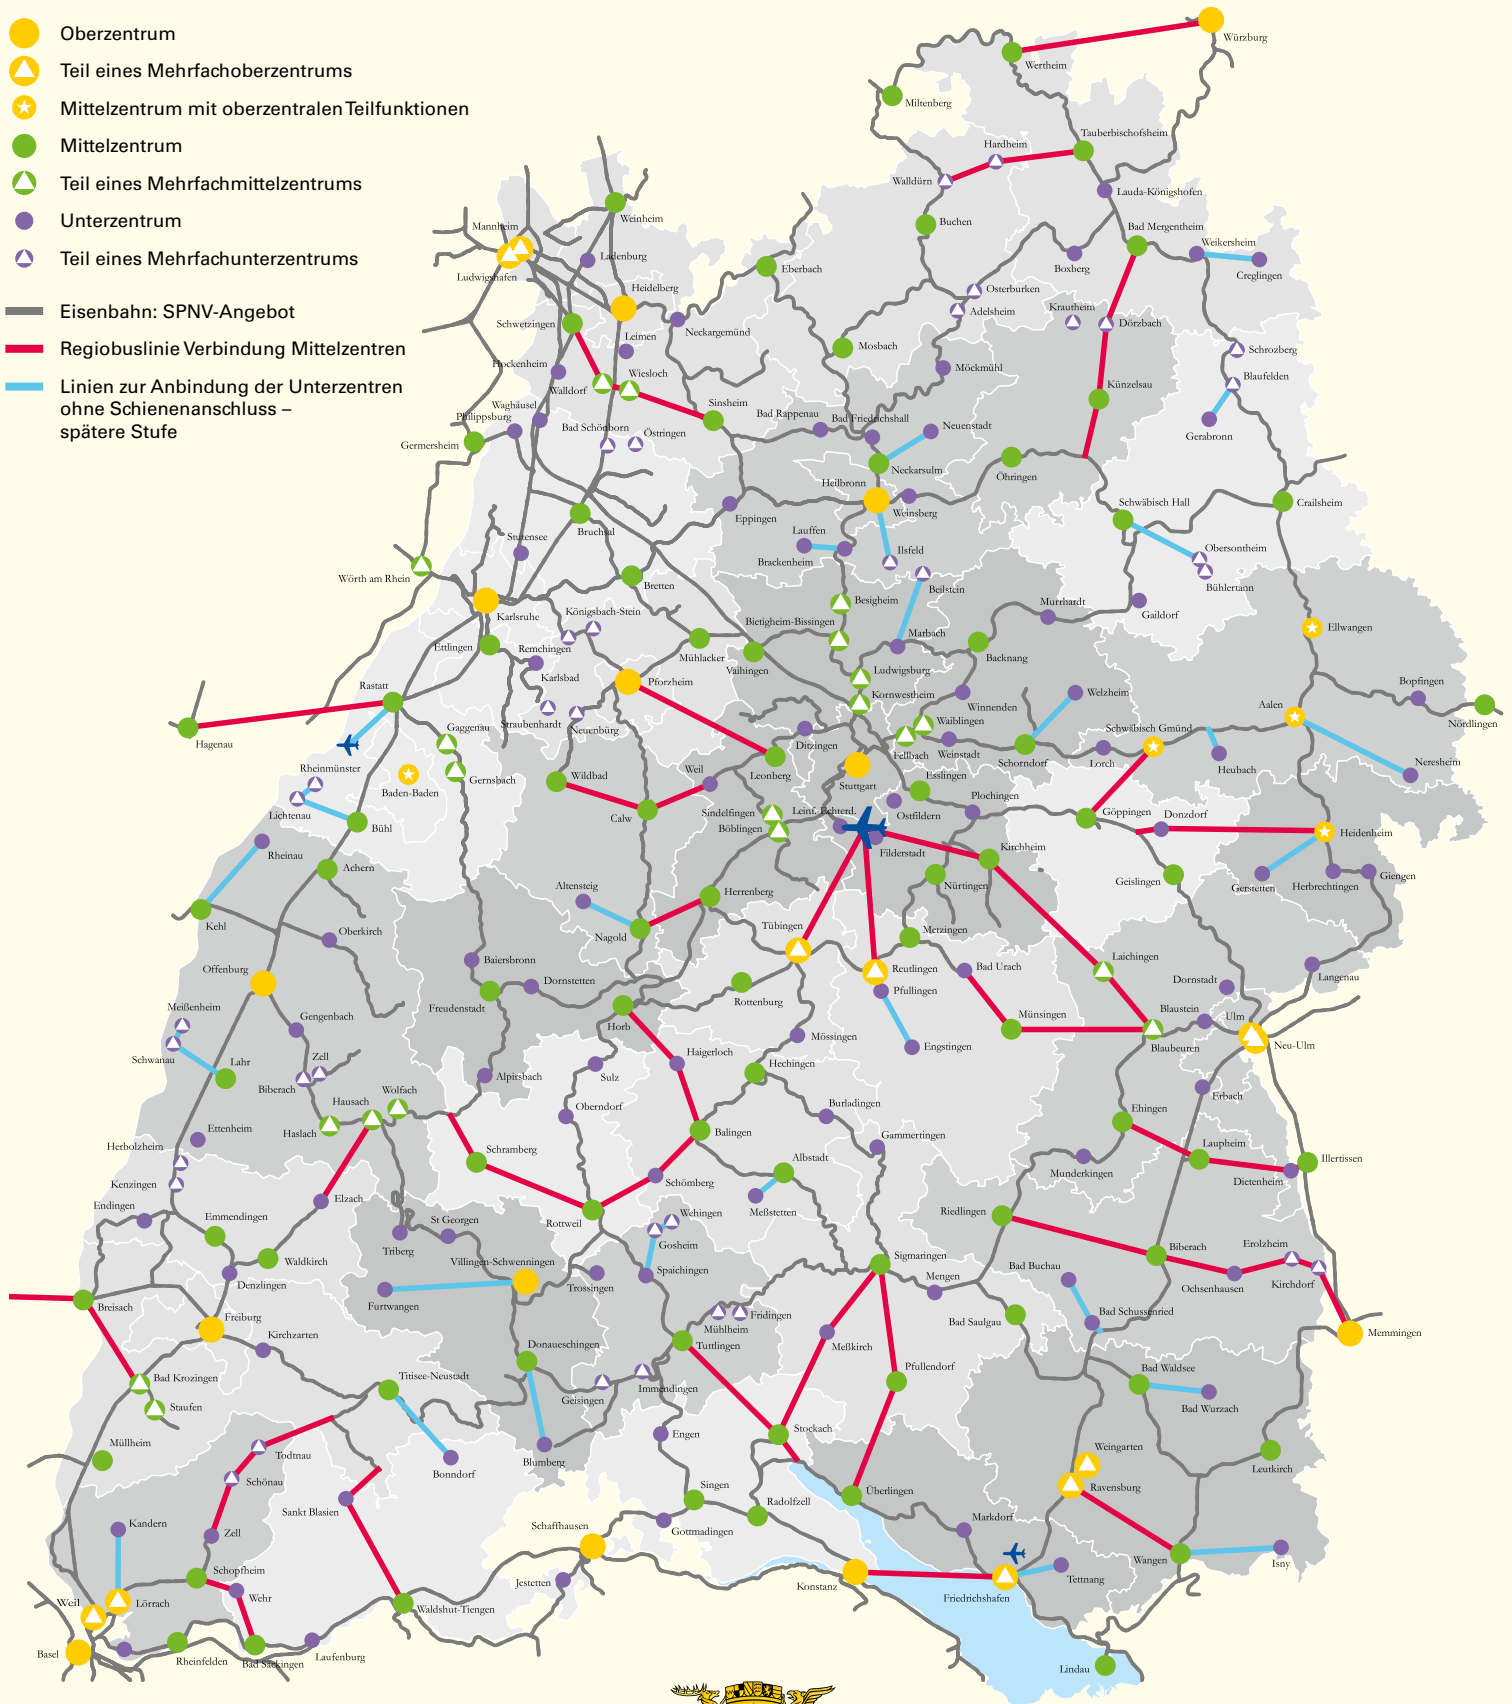 Oberzentrum
Teil eines Mehrfachoberzentrums
Mittelzentrum mit oberzentralen Teilfunktionen
Mittelzentrum
Teil eines Mehrfachmittelzentrums
Unterzentrum
Teil eines Mehrfachunterzentrums
Eisenbahn: SPNV-Angebot
Regiobuslinie Verbindung Mittelzentren
Linien zur Anbindung der Unterzentren
ohne Schienenanschluss –
spätere Stufe
Würzburg
Wertheim
Miltenberg
Tauberbischofsheim
Hardheim
Walldürn
Lauda-Königshofen
Weinheim
Mannheim
Buchen
Bad Mergentheim
Weikersheim
Ladenburg
Boxberg
Creglingen
Ludwigshafen
Eberbach
Heidelberg
Osterburken
Adelsheim
Krautheim
Dörzbach
Schwetzingen
Neckargemünd
Leimen
Mosbach
Schrozberg
Hockenheim
Möckmühl
Blaufelden
Walldorf
Wiesloch
Künzelsau
Waghäusel
Sinsheim
Philippsburg
Bad Rappenau
Bad Friedrichshall
Bad Schönborn
Östringen
Neuenstadt
Gerabronn
Germersheim
Neckarsulm
Öhringen
Heilbronn
Weinsberg
Schwäbisch Hall
Crailsheim
Eppingen
Bruchsal
Lauffen
Stutensee
Brackenheim
Ilsfeld
Obersontheim
Wörth am Rhein
Bretten
Beilstein
Bühlertann
Besigheim
Murrhardt
Karlsruhe
Königsbach-Stein
Gaildorf
Bietigheim-Bissingen
Ellwangen
Ettlingen
Remchingen
Marbach
Mühlacker
Backnang
Vaihingen
Karlsbad
Ludwigsburg
Rastatt
Pforzheim
Kornwestheim
Welzheim
Bopfingen
Winnenden
Aalen
Straubenhardt
Neuenbürg
Waiblingen
Nördlingen
Hagenau
Gaggenau
Ditzingen
Fellbach
Weinstadt
Schwäbisch Gmünd
Schorndorf
Lorch
Heubach
Neresheim
Rheinmünster
Gernsbach
Wildbad
Weil
Leonberg
Stuttgart
Esslingen
Baden-Baden
Lichtenau
Calw
Sindelfingen
Leinf.-Echterd.
Ostfildern
Plochingen
Göppingen
Donzdorf
Bühl
Böblingen
Heidenheim
Rheinau
Filderstadt
Kirchheim
Achern
Nürtingen
Geislingen
Gerstetten
Herbrechtingen
Giengen
Altensteig
Herrenberg
Kehl
Oberkirch
Nagold
Tübingen
Metzingen
Baiersbronn
Laichingen
Offenburg
Reutlingen
Bad Urach
Langenau
Dornstetten
Rottenburg
Pfullingen
Dornstadt
Meißenheim
Freudenstadt
Münsingen
Blaustein
Ulm
Gengenbach
Horb
Mössingen
Engstingen
Blaubeuren
Neu-Ulm
Schwanau
Lahr
Zell
Haigerloch
Hechingen
Biberach
Alpirsbach
Sulz
Erbach
Wolfach
Hausach
Oberndorf
Burladingen
Ehingen
Haslach
Balingen
Ettenheim
Gammertingen
Laupheim
Herbolzheim
Schramberg
Albstadt
Munderkingen
Illertissen
Dietenheim
Kenzingen
Schömberg
Endingen
Elzach
Meßstetten
Emmendingen
St Georgen
Rottweil
Wehingen
Riedlingen
Triberg
Gosheim
Biberach
Erolzheim
Waldkirch
Villingen-Schwenningen
Sigmaringen
Spaichingen
Trossingen
Bad Buchau
Mengen
Ochsenhausen
Kirchdorf
Denzlingen
Furtwangen
Breisach
Freiburg
Mühlheim
Fridingen
Bad Saulgau
Bad Schussenried
Kirchzarten
Memmingen
Donaueschingen
Tuttlingen
Meßkirch
Bad Krozingen
Titisee-Neustadt
Pfullendorf
Bad Waldsee
Immendingen
Geisingen
Staufen
Bad Wurzach
Engen
Stockach
Müllheim
Todtnau
Weingarten
Blumberg
Bonndorf
Leutkirch
Schönau
Ravensburg
Singen
Überlingen
Sankt Blasien
Radolfzell
Markdorf
Kandern
Zell
Schaffhausen
Gottmadingen
Wangen
Isny
Schopfheim
Jestetten
Konstanz
Tettnang
Weil
Lörrach
Wehr
Friedrichshafen
Waldshut-Tiengen
Basel
Rheinfelden
Bad Säckingen
Laufenburg
Lindau